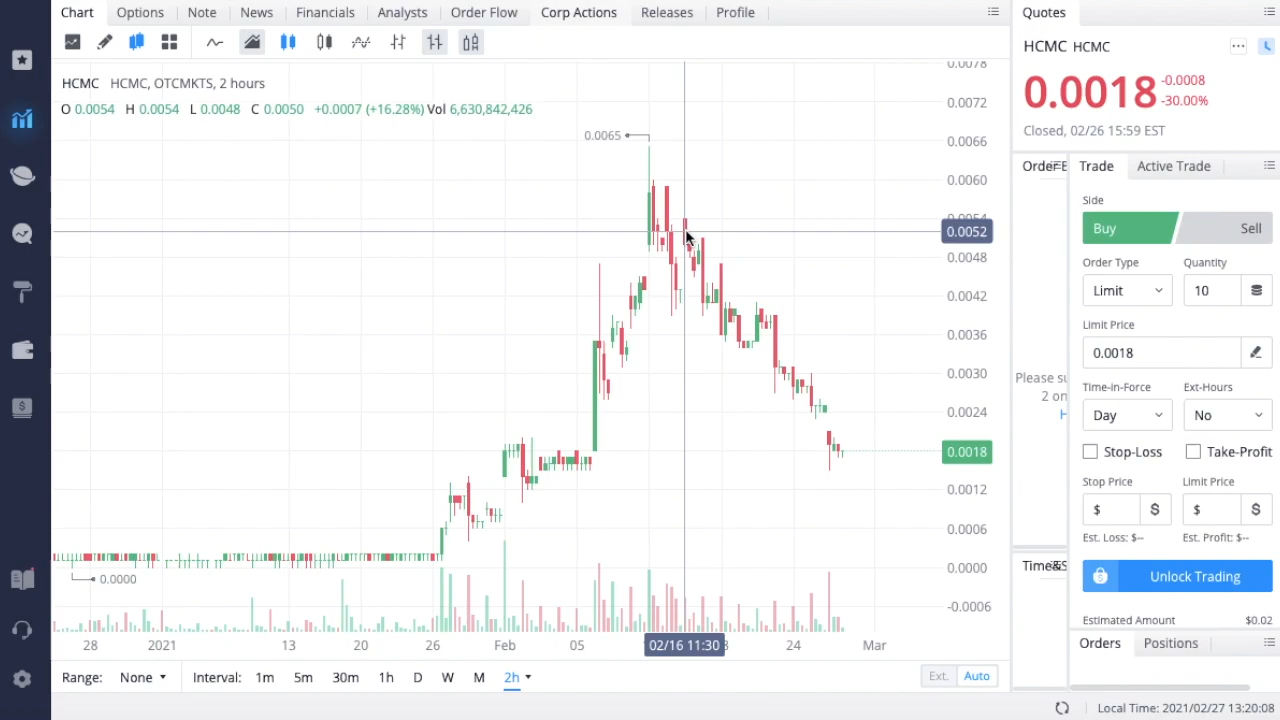 Chart Options Note News Financials Analysts Order Flow Corp Actions Releases Profile
HCMC HCMC, OTCMKTS, 2 hours
O 0.0054 H 0.0054 L 0.0048 C 0.0050 +0.0007 (+16.28%) Vol 6,630,842,426
0.0065
0.0078
0.0072
0.0066
0.0060
0.0054
0.0052
0.0048
0.0042
0.0036
0.0030
0.0024
0.0018
0.0012
0.0006
0.0000
-0.0006
0.0000
28 2021 13 20 26 Feb 05 02/16 11:30 24 Mar
Range: None Interval: 1m 5m 30m 1h D W M 2h Ext. Auto
Quotes
HCMC HCMC
0.0018 -0.0008
-30.00%
Closed, 02/26 15:59 EST
Trade Active Trade
Please su
2 on
H
Side
Buy Sell
Order Type Quantity
Limit 10
Limit Price
0.0018
Time-in-Force Ext-Hours
Day No
Stop-Loss Take-Profit
Stop Price Limit Price
$ $ $ $
Est. Loss: $-- Est. Profit: $--
Unlock Trading
Estimated Amount $0.02
Orders Positions
Local Time: 2021/02/27 13:20:08